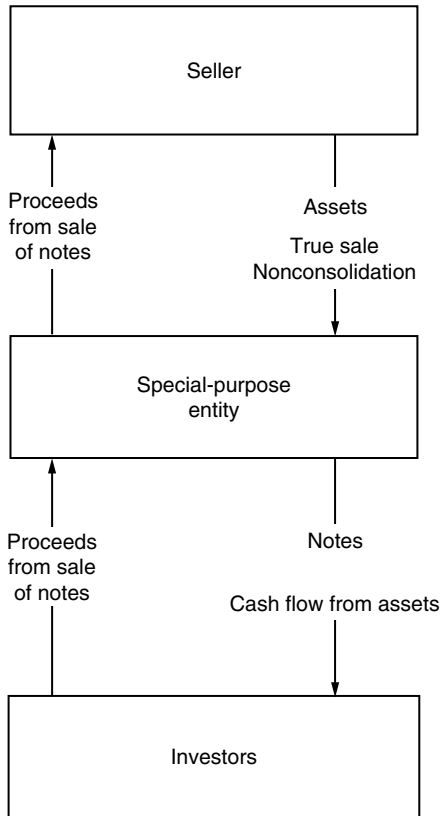 Seller
Proceeds
from sale
of notes
Assets
True sale
Nonconsolidation
Special-purpose
entity
Proceeds
from sale
of notes
Notes
Cash flow from assets
Investors